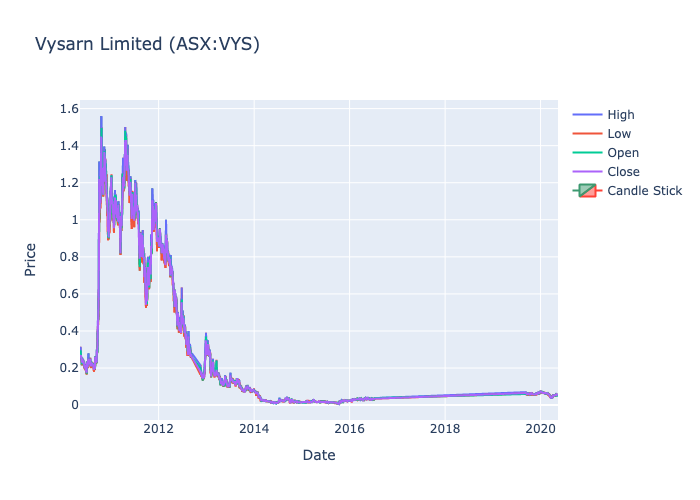 Vysarn Limited (ASX:VYS)
1.6
1.4
1.2
1
0.8
0.6
0.4
0.2
0
Price
2012
2014
2016
2018
2020
Date
High
Low
Open
Close
Candle Stick